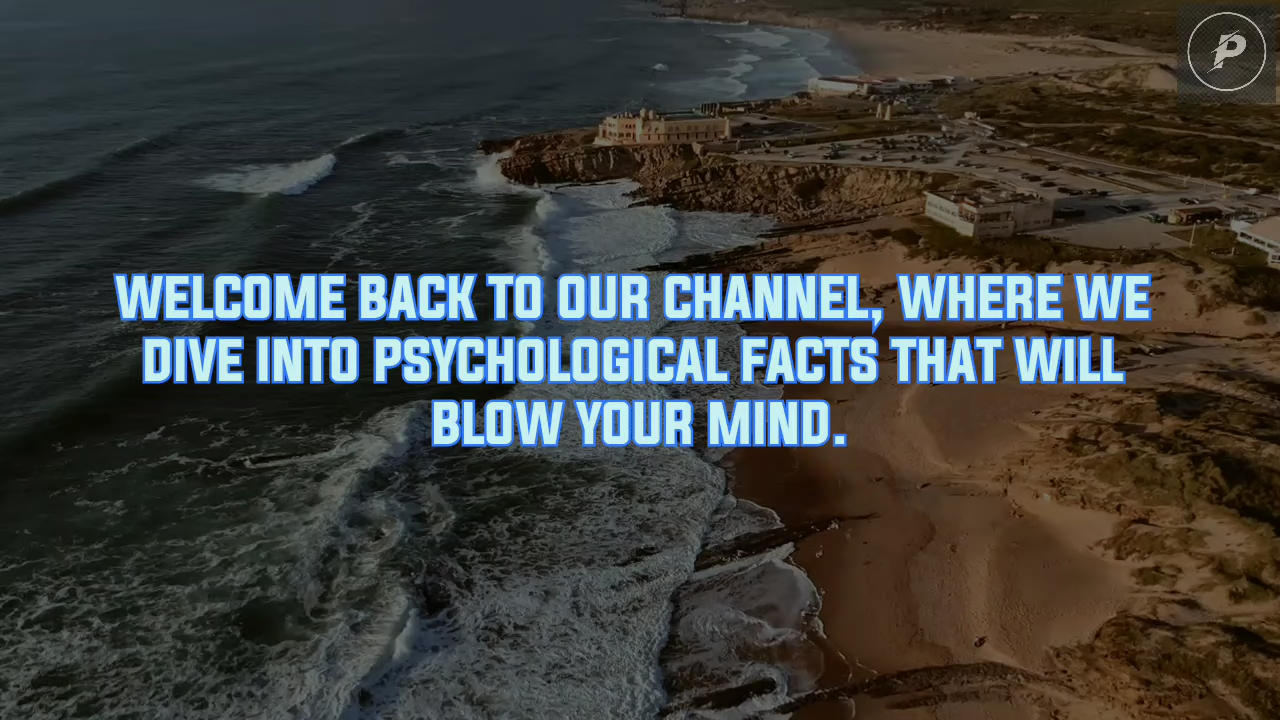 P
WELCOME BACK TO OUR CHANNEL, WHERE WE
DIVE INTO PSYCHOLOGICAL FACTS THAT WILL
BLOW YOUR MIND.